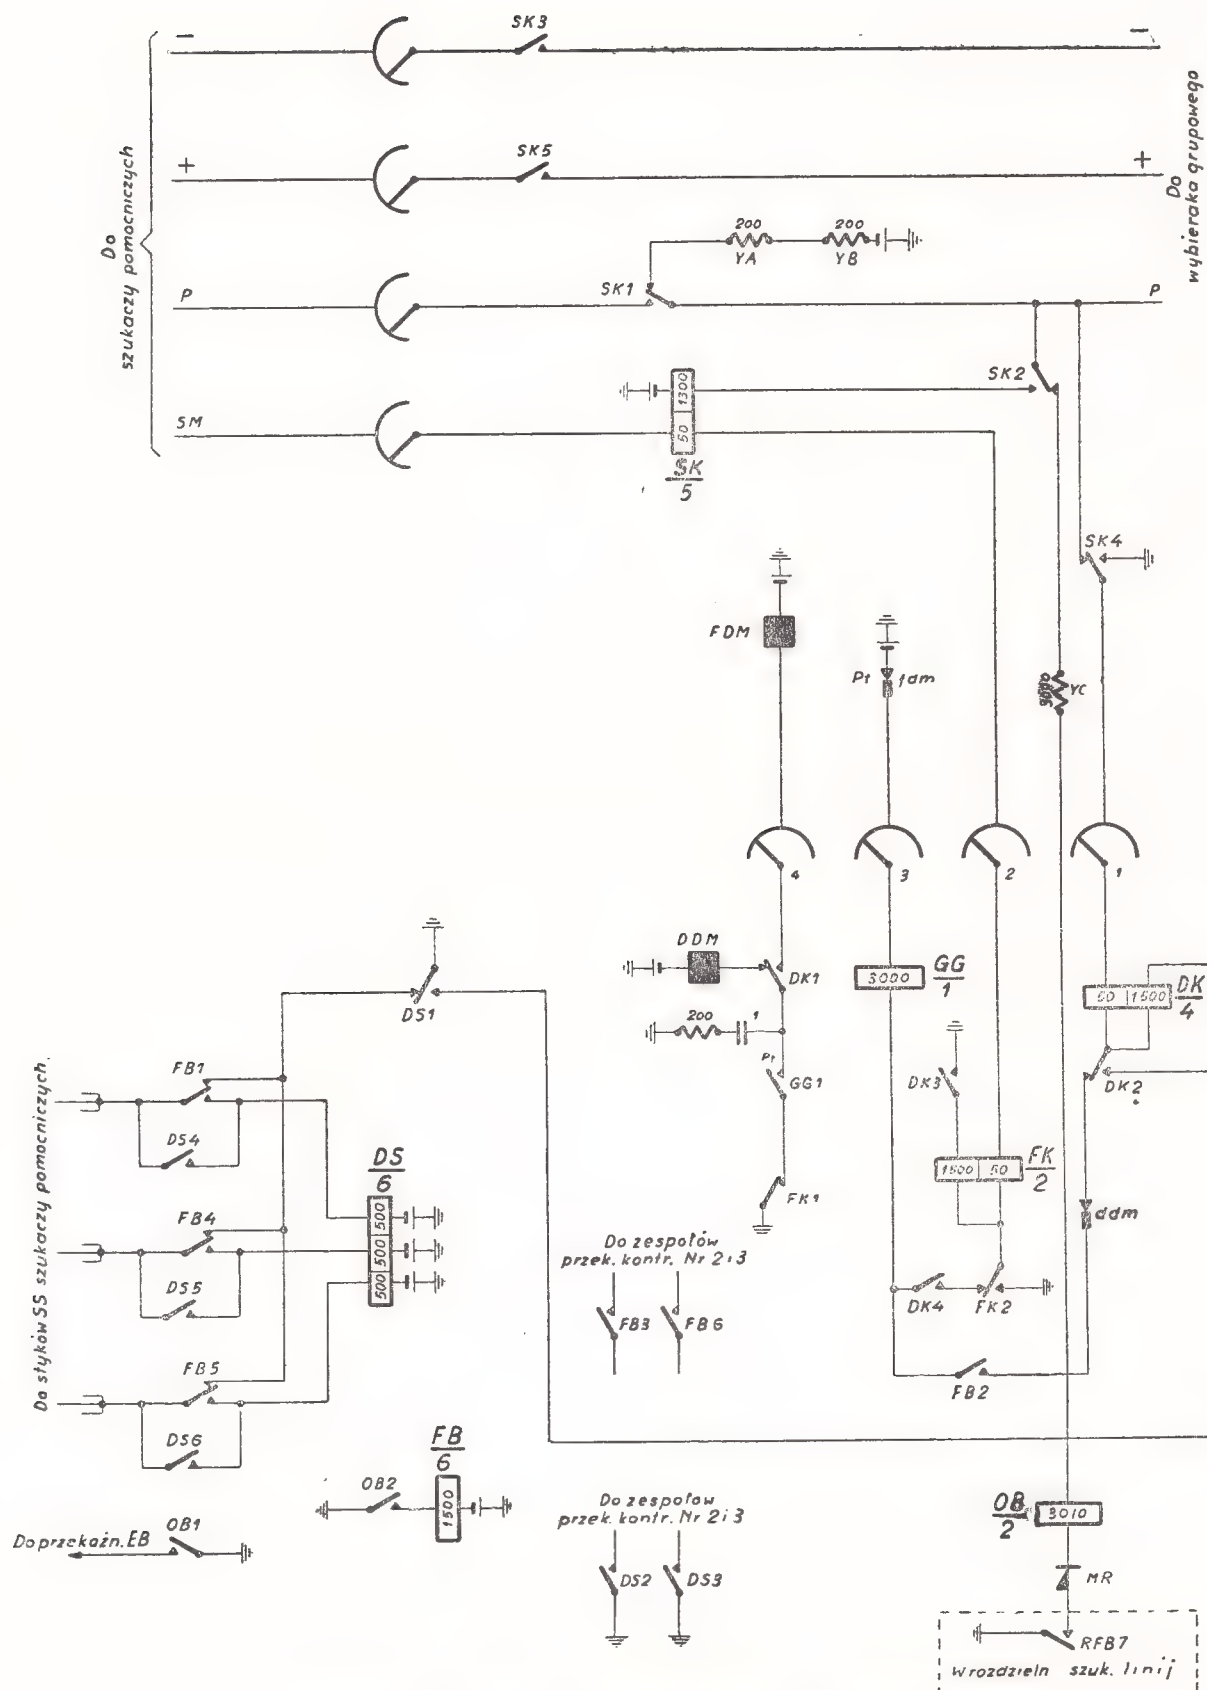 SK3
−
−
Do
szukaczy pomocniczych
SK5
+
+
Do
wybieraka grupowego
200
200
YA
YB
SK1
P
P
SK2
1300
SM
50
SK
5
SK4
FDM
Pt
fdm
3000
YC
4
3
2
1
DDM
DK1
3000
GG
1
50
1500
DK
4
DS1
200
1
Pt
GG1
DK3
DK2
FB1
DS4
DS
6
1500
50
FK
2
FK1
ddm
500
500
500
FB4
DS5
Do zespołów
przek. kontr. Nr 2 i 3
DK4
FK2
FB3
FB6
FB5
FB2
Do styków SS szukaczy pomocniczych.
DS6
FB
6
OB2
1500
Do zespołów
przek. kontr. Nr 2 i 3
OB
2
3010
OB1
Do przekaźn. EB
DS2
DS3
MR
RFB7
W rozdzieln szuk. linij